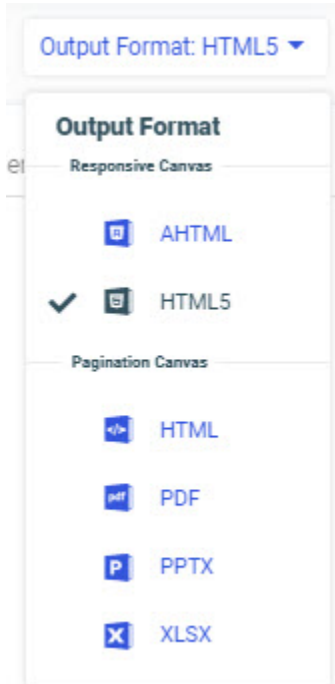 Output Format: HTML5
Output Format
Responsive Canvas
AHTML
HTML5
Pagination Canvas
HTML
PDF
PPTX
XLSX